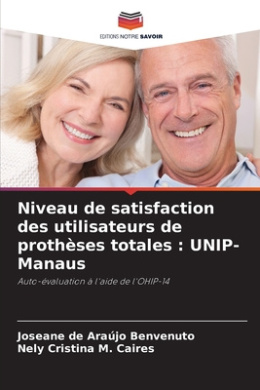 EDITIONS NOTRE SAVOIR
Niveau de satisfaction
des utilisateurs de
prothèses totales : UNIP-
Manaus
Auto-évaluation à l'aide de l'OHIP-14
Joseane de Araújo Benvenuto
Nely Cristina M. Caires